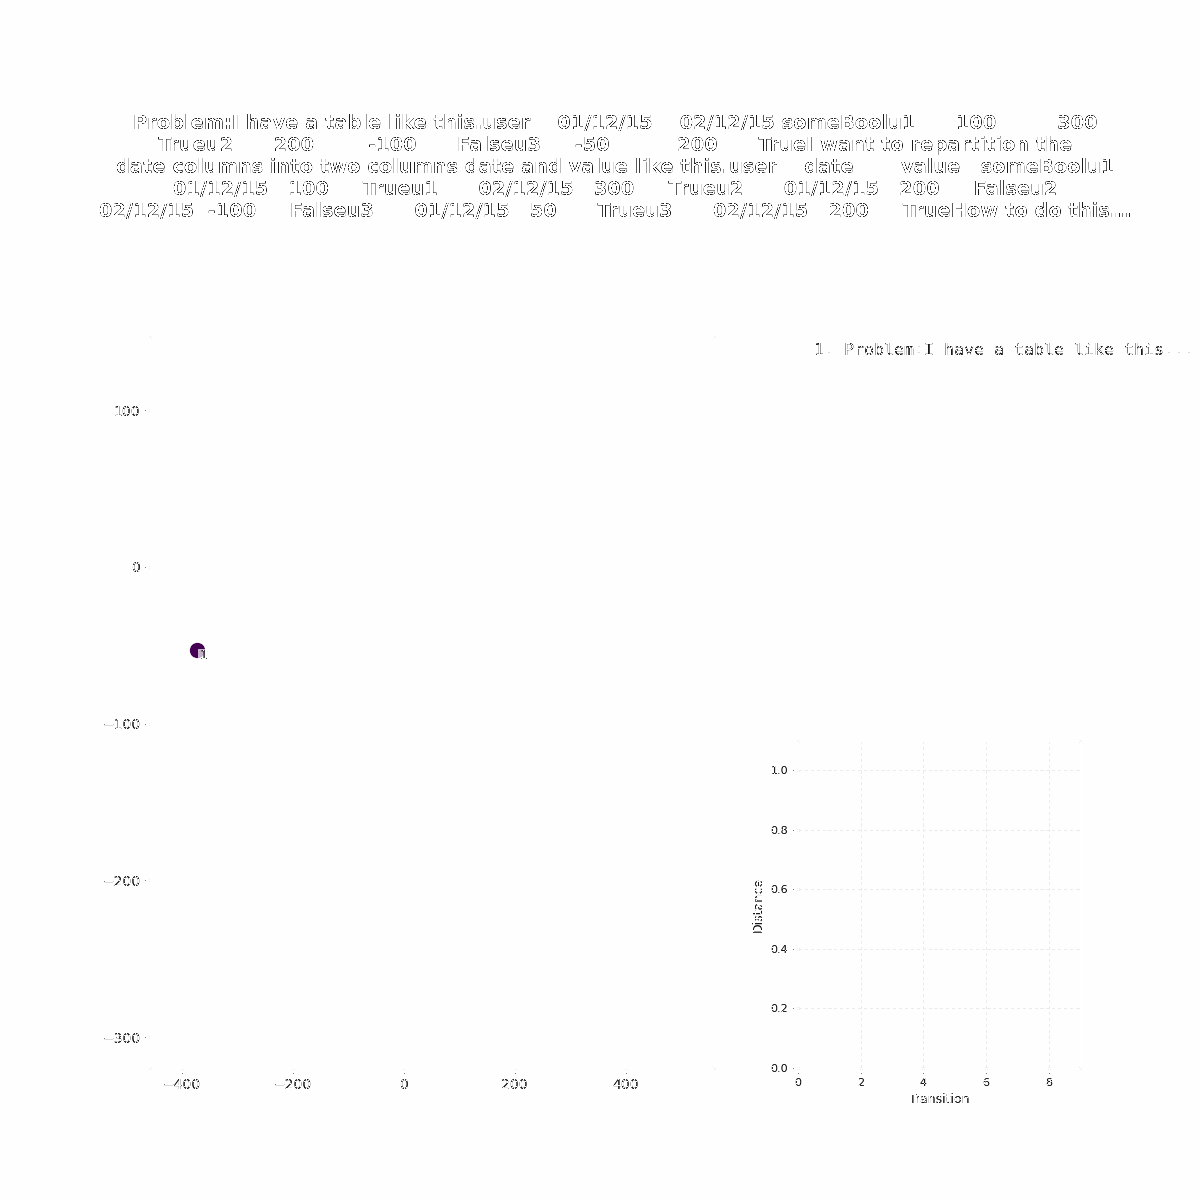 Problem:I have a table like this.user    01/12/15    02/12/15 someBoolu1      100         300
Trueu2      200        -100      Falseu3     -50          200      TrueI want to repartition the
date columns into two columns date and value like this.user    date       value   someBoolu1
01/12/15   100     Trueu1      02/12/15   300     Trueu2      01/12/15   200     Falseu2
02/12/15  -100     Falseu3      01/12/15   50      Trueu3      02/12/15   200     TrueHow to do this...
1. Problem:I have a table like this...
100
0
−100
−200
−300
−400
−200
0
200
400
1.0
0.8
0.6
0.4
0.2
0.0
Distance
0
2
4
6
8
Transition